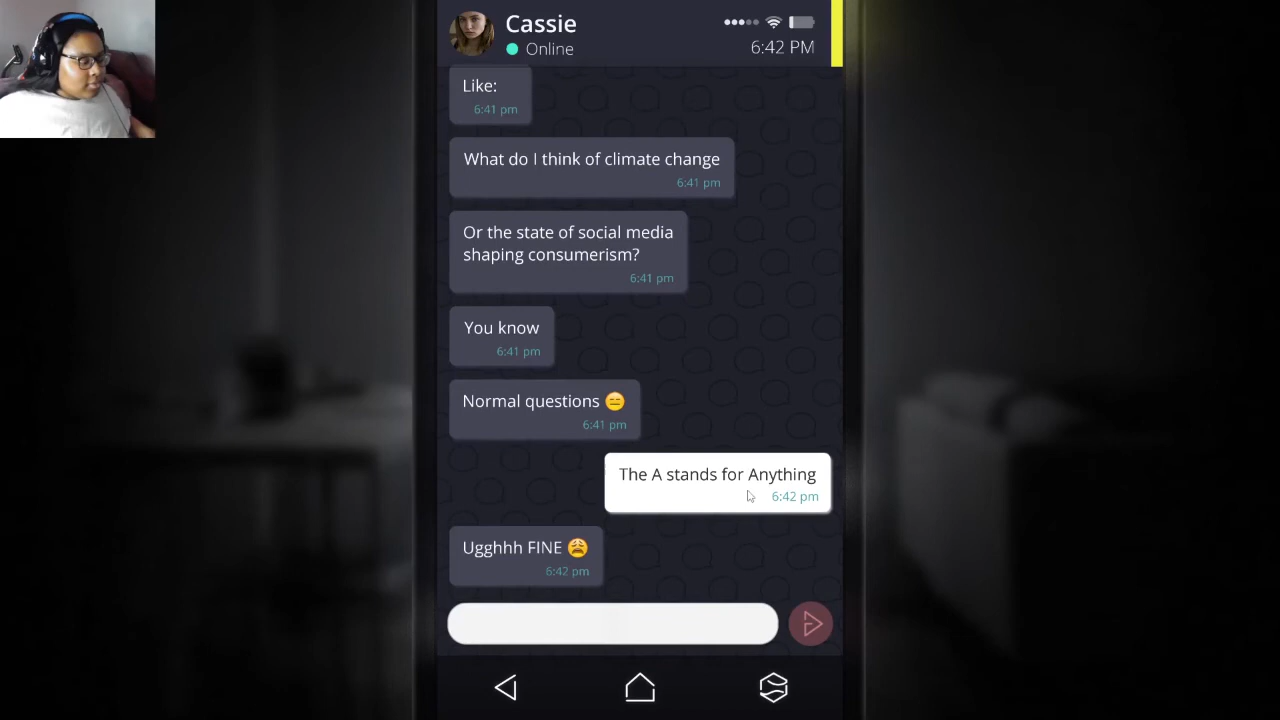 Cassie
Online
6:42 PM
Like:
6:41 pm
What do I think of climate change
6:41 pm
Or the state of social media
shaping consumerism?
6:41 pm
You know
6:41 pm
Normal questions 😑
6:41 pm
The A stands for Anything
6:42 pm
Ugghhh FINE 😩
6:42 pm